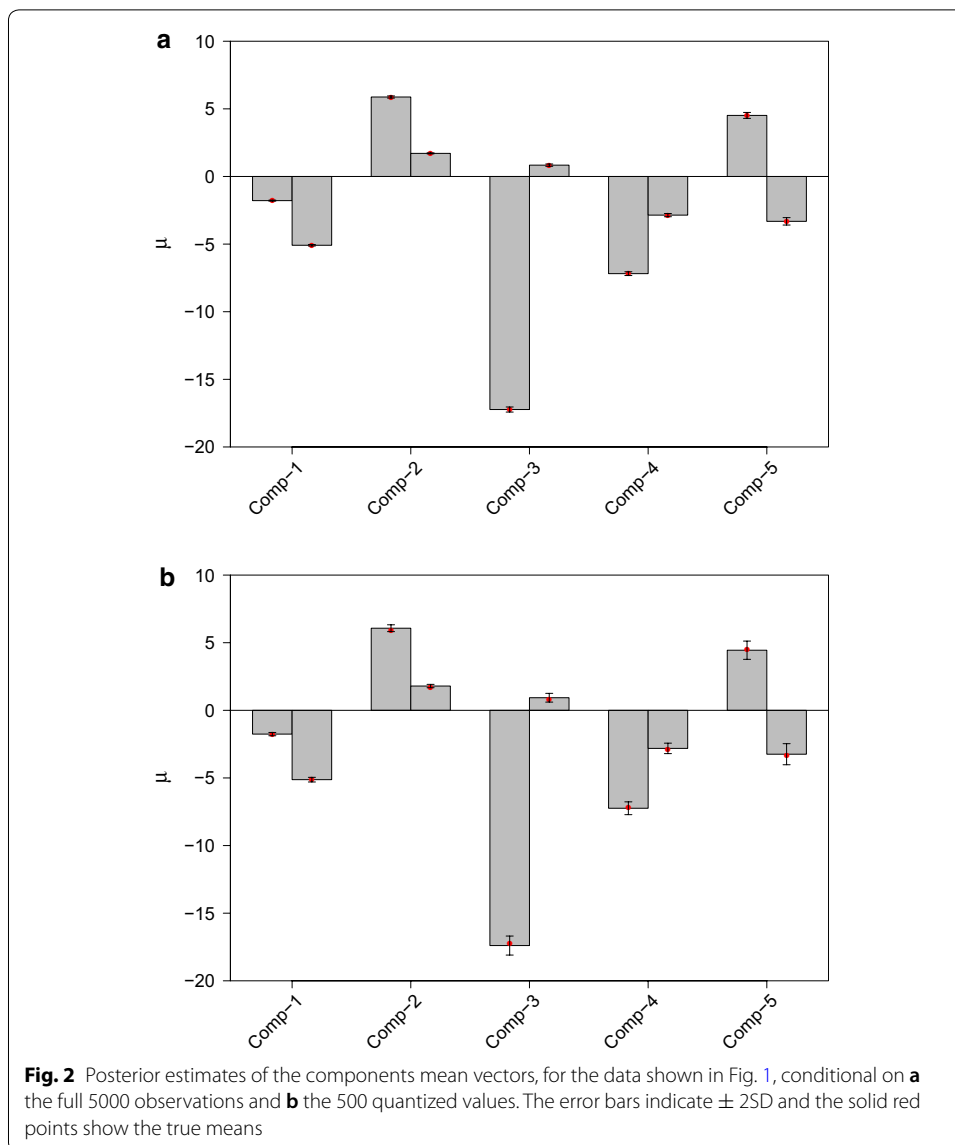 a
10
5
0
−5
−10
−15
−20
μ
Comp−1
Comp−2
Comp−3
Comp−4
Comp−5
b
10
5
0
−5
−10
−15
−20
μ
Comp−1
Comp−2
Comp−3
Comp−4
Comp−5
Fig. 2 Posterior estimates of the components mean vectors, for the data shown in Fig. 1, conditional on a
the full 5000 observations and b the 500 quantized values. The error bars indicate ± 2SD and the solid red
points show the true means